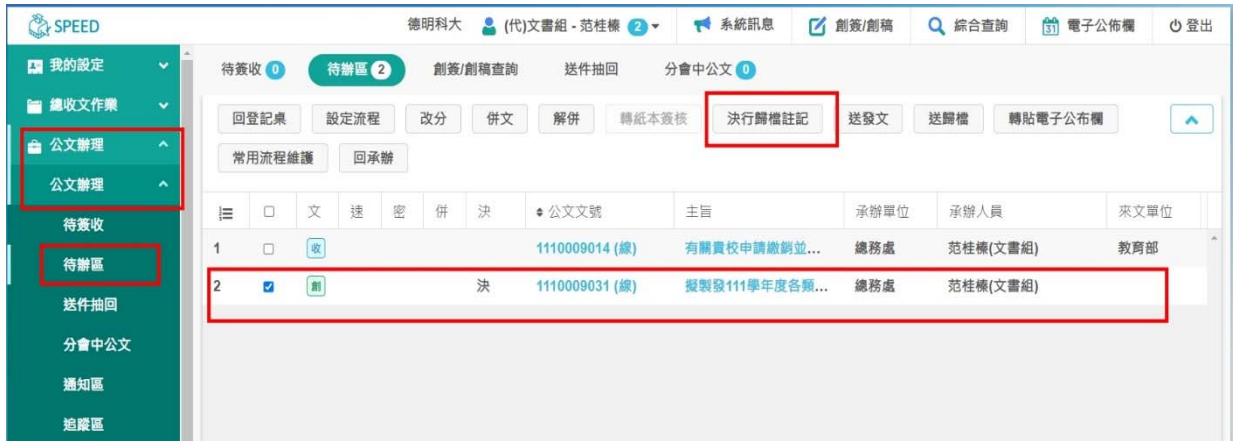 SPEED 德明科大 (代)文書組 - 范桂榛 2 系統訊息 創簽/創稿 綜合查詢 31 電子公佈欄 登出
我的設定
總收文作業
公文辦理
公文辦理
待簽收
待辦區
送件抽回
分會中公文
通知區
追蹤區
待簽收 0 待辦區 2 創簽/創稿查詢 送件抽回 分會中公文 0
回登記桌 設定流程 改分 併文 解併 轉紙本簽核 決行歸檔註記 送發文 送歸檔 轉貼電子公布欄
常用流程維護 回承辦
文 速 密 併 決 公文文號 主旨 承辦單位 承辦人員 來文單位
1 收 1110009014 (線) 有關貴校申請繳銷並... 總務處 范桂榛(文書組) 教育部
2 創 決 1110009031 (線) 擬製發111學年度各類... 總務處 范桂榛(文書組)